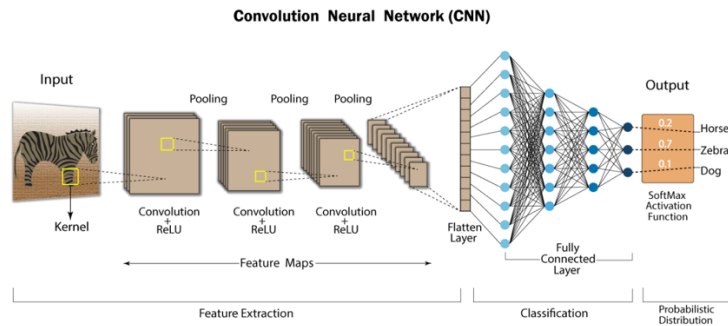 Convolution Neural Network (CNN)
Input
Kernel
Pooling
Pooling
Pooling
Convolution
+
ReLU
Convolution
+
ReLU
Convolution
+
ReLU
Feature Maps
Flatten
Layer
Fully
Connected
Layer
Output
0.2
Horse
0.7
Zebra
0.1
Dog
SoftMax
Activation
Function
Feature Extraction
Classification
Probabilistic
Distribution